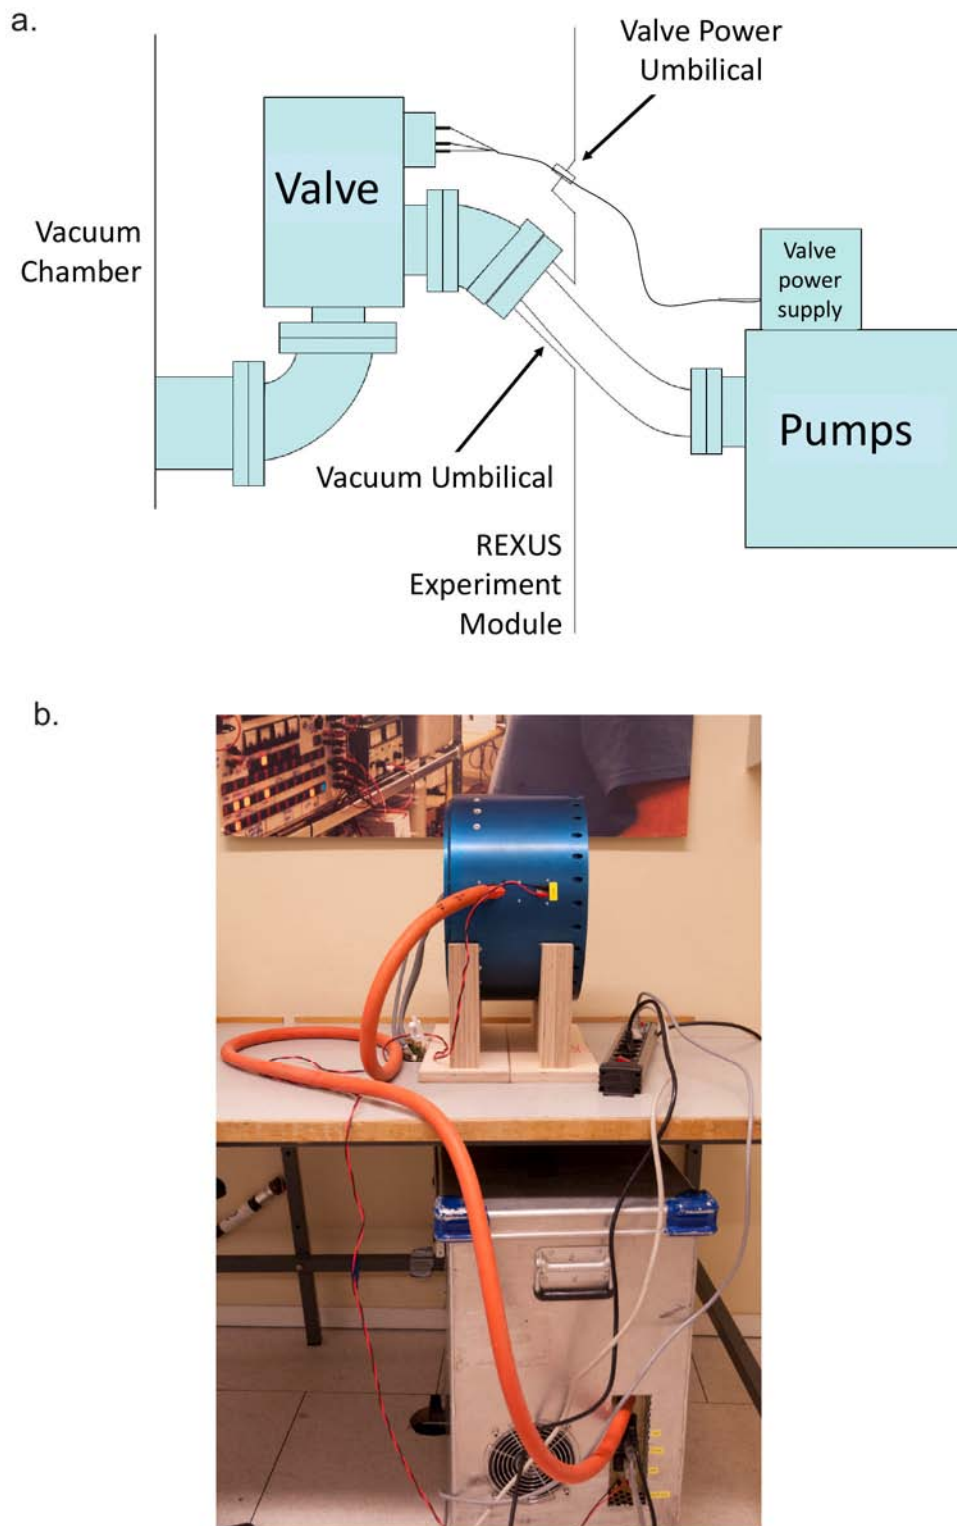 a.
Valve Power
Umbilical
Valve
Vacuum
Chamber
Valve
power
supply
Pumps
Vacuum Umbilical
REXUS
Experiment
Module
b.